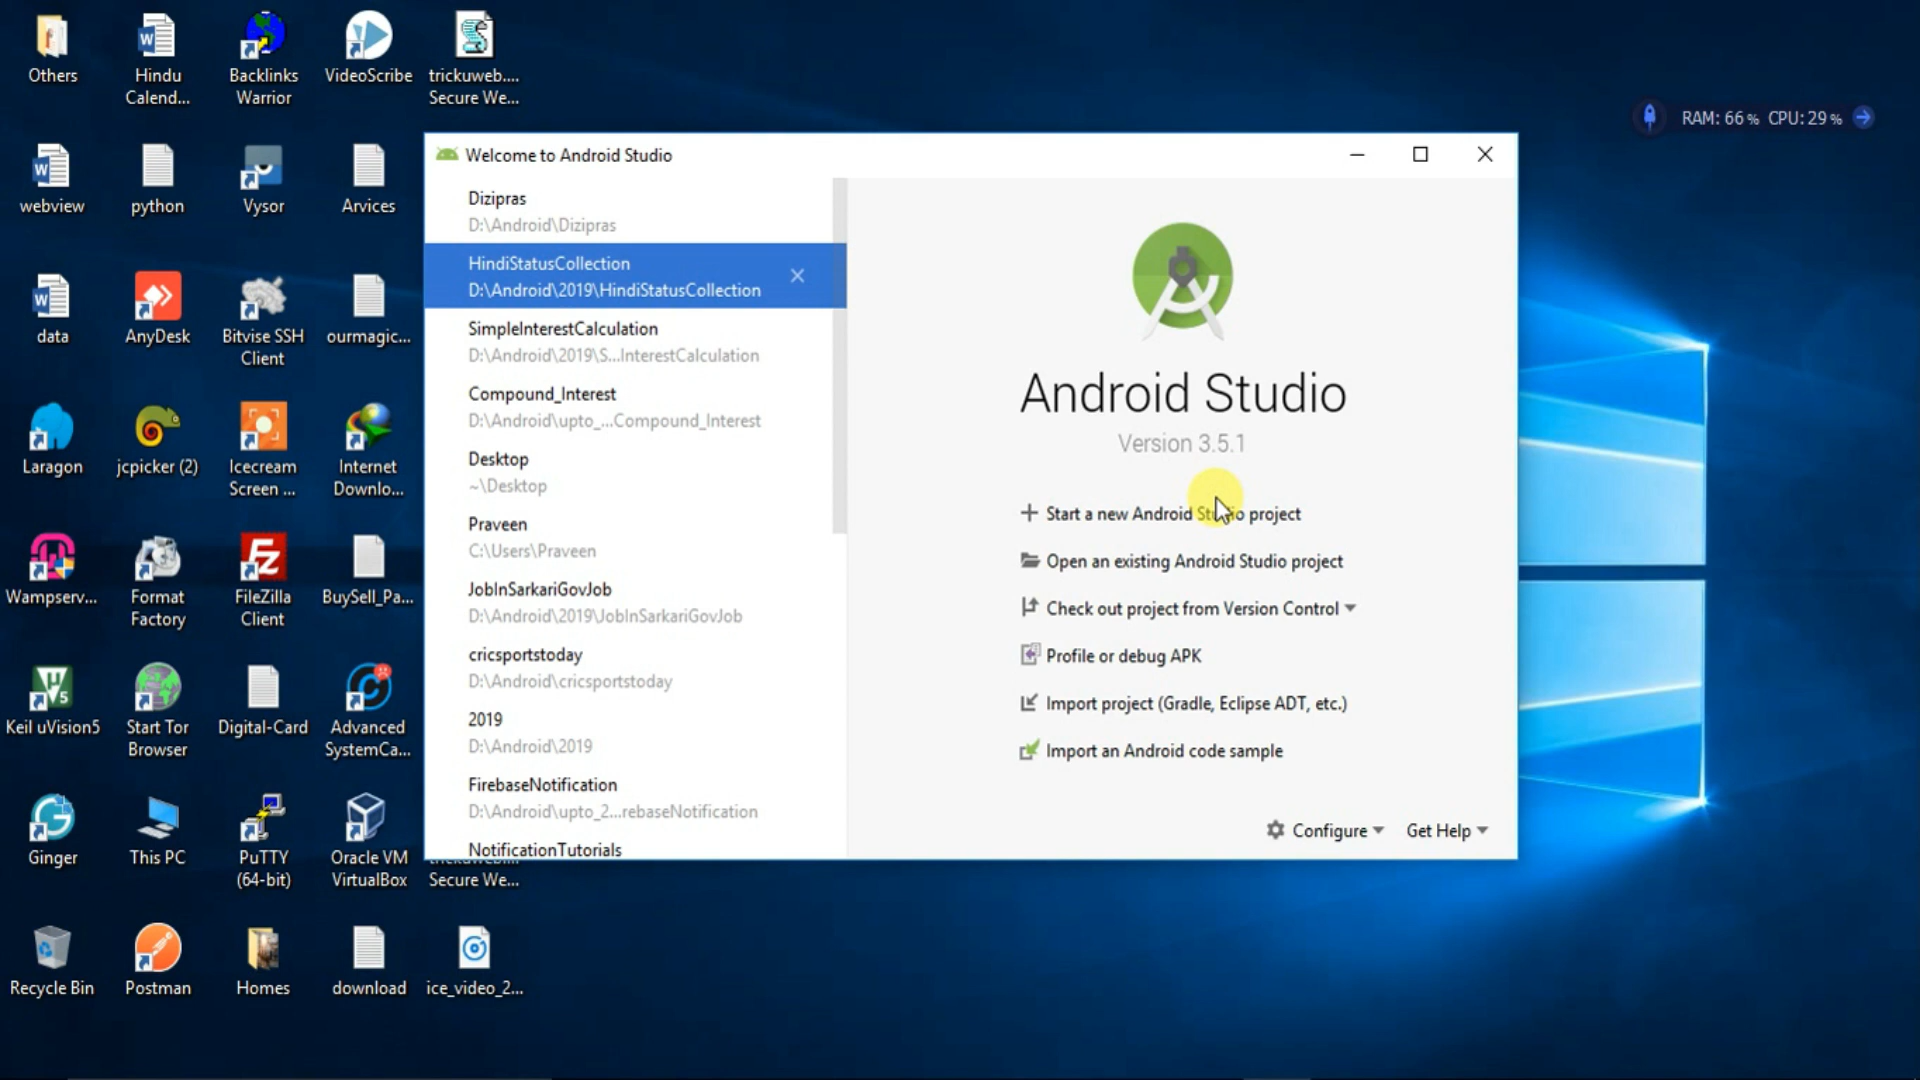 Others
Hindu
Calend...
Backlinks
Warrior
VideoScribe
trickuweb....
Secure We...
RAM: 66 % CPU: 29 %
webview
python
Vysor
Arvices
data
AnyDesk
Bitvise SSH
Client
ourmagic...
Laragon
jcpicker (2)
Icecream
Screen ...
Internet
Downlo...
Wampserv...
Format
Factory
FileZilla
Client
BuySell_Pa...
Keil uVision5
Start Tor
Browser
Digital-Card
Advanced
SystemCa...
Ginger
This PC
PuTTY
(64-bit)
Oracle VM
VirtualBox
Secure We...
Recycle Bin
Postman
Homes
download
ice_video_2...
Welcome to Android Studio
Dizipras
D:\Android\Dizipras
HindiStatusCollection
D:\Android\2019\HindiStatusCollection
SimpleInterestCalculation
D:\Android\2019\S...InterestCalculation
Compound_Interest
D:\Android\upto_...Compound_Interest
Desktop
~\Desktop
Praveen
C:\Users\Praveen
JobInSarkariGovJob
D:\Android\2019\JobInSarkariGovJob
cricsportstoday
D:\Android\cricsportstoday
2019
D:\Android\2019
FirebaseNotification
D:\Android\upto_2...rebaseNotification
NotificationTutorials
Android Studio
Version 3.5.1
Start a new Android Studio project
Open an existing Android Studio project
Check out project from Version Control
Profile or debug APK
Import project (Gradle, Eclipse ADT, etc.)
Import an Android code sample
Configure
Get Help